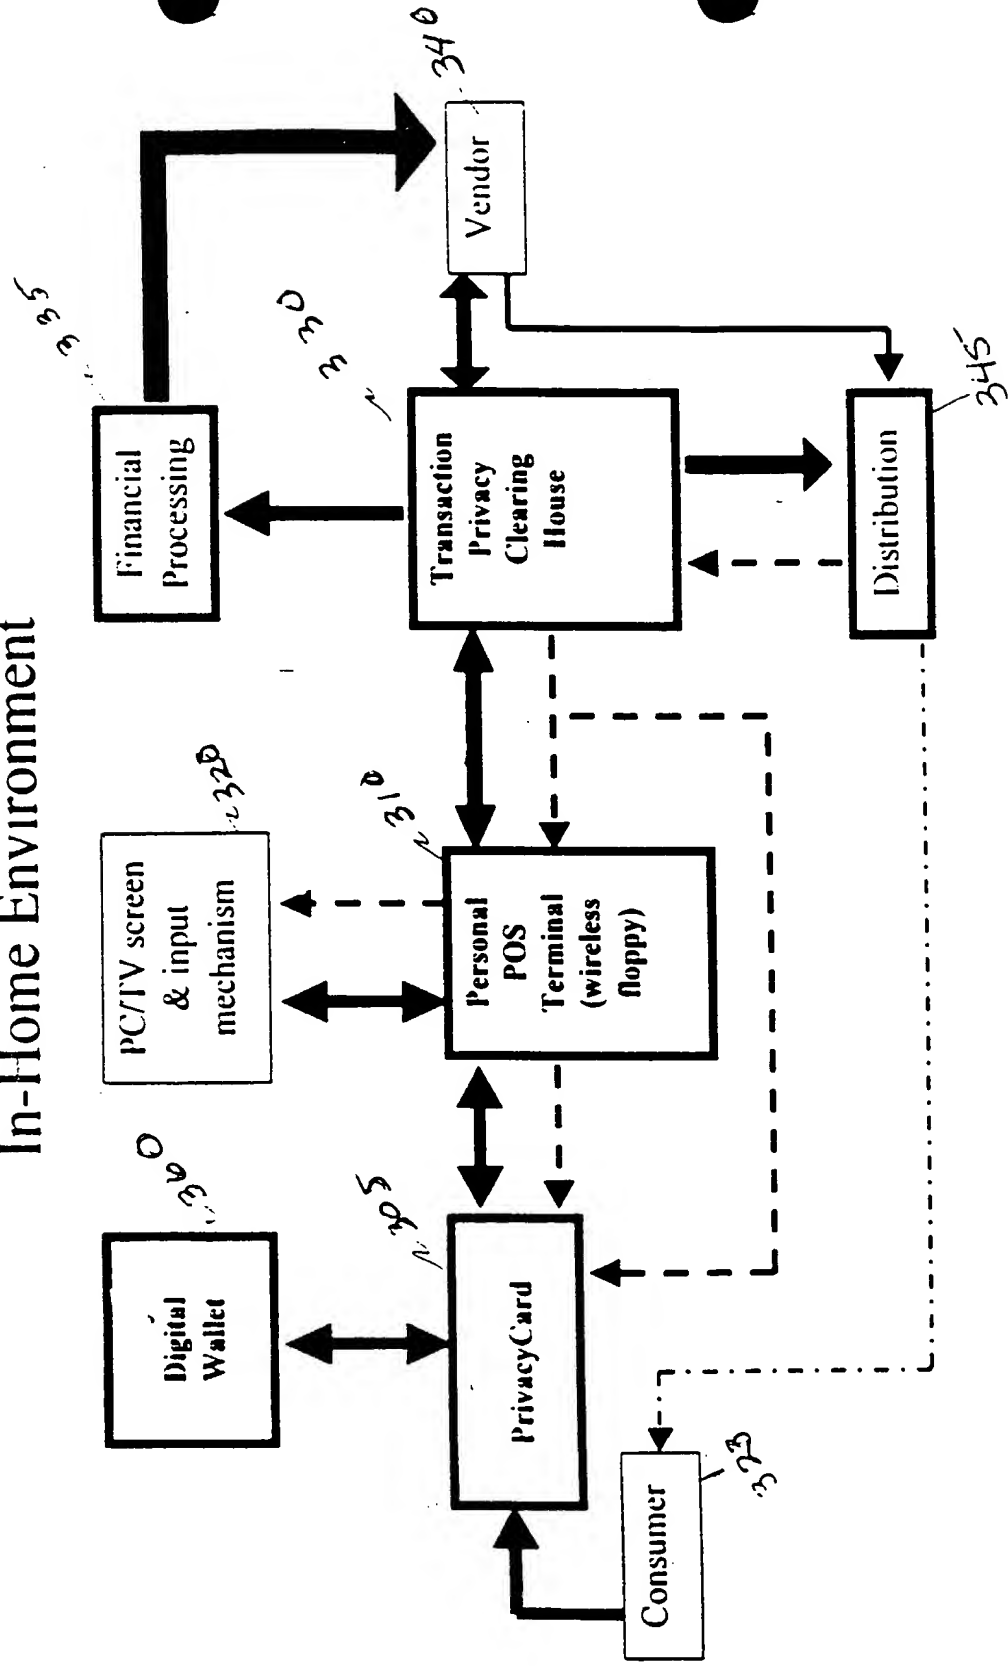 In-Home Environment
Digital
Wallet
360
PC/TV screen
& input
mechanism
320
Financial
Processing
335
PrivacyCard
305
Personal
POS
Terminal
(wireless
floppy)
310
Transaction
Privacy
Clearing
House
330
Vendor
340
Consumer
323
Distribution
345